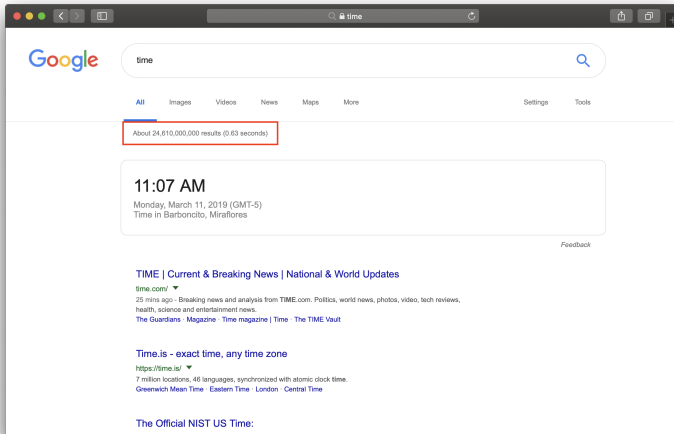 time
Google
time
All Images Videos News Maps More Settings Tools
About 24,610,000,000 results (0.63 seconds)
11:07 AM
Monday, March 11, 2019 (GMT-5)
Time in Barboncito, Miraflores
Feedback
TIME | Current & Breaking News | National & World Updates
time.com/
25 mins ago - Breaking news and analysis from TIME.com. Politics, world news, photos, video, tech reviews,
health, science and entertainment news.
The Guardians · Magazine · Time magazine | Time · The TIME Vault
Time.is - exact time, any time zone
https://time.is/
7 million locations, 46 languages, synchronized with atomic clock time.
Greenwich Mean Time · Eastern Time · London · Central Time
The Official NIST US Time: